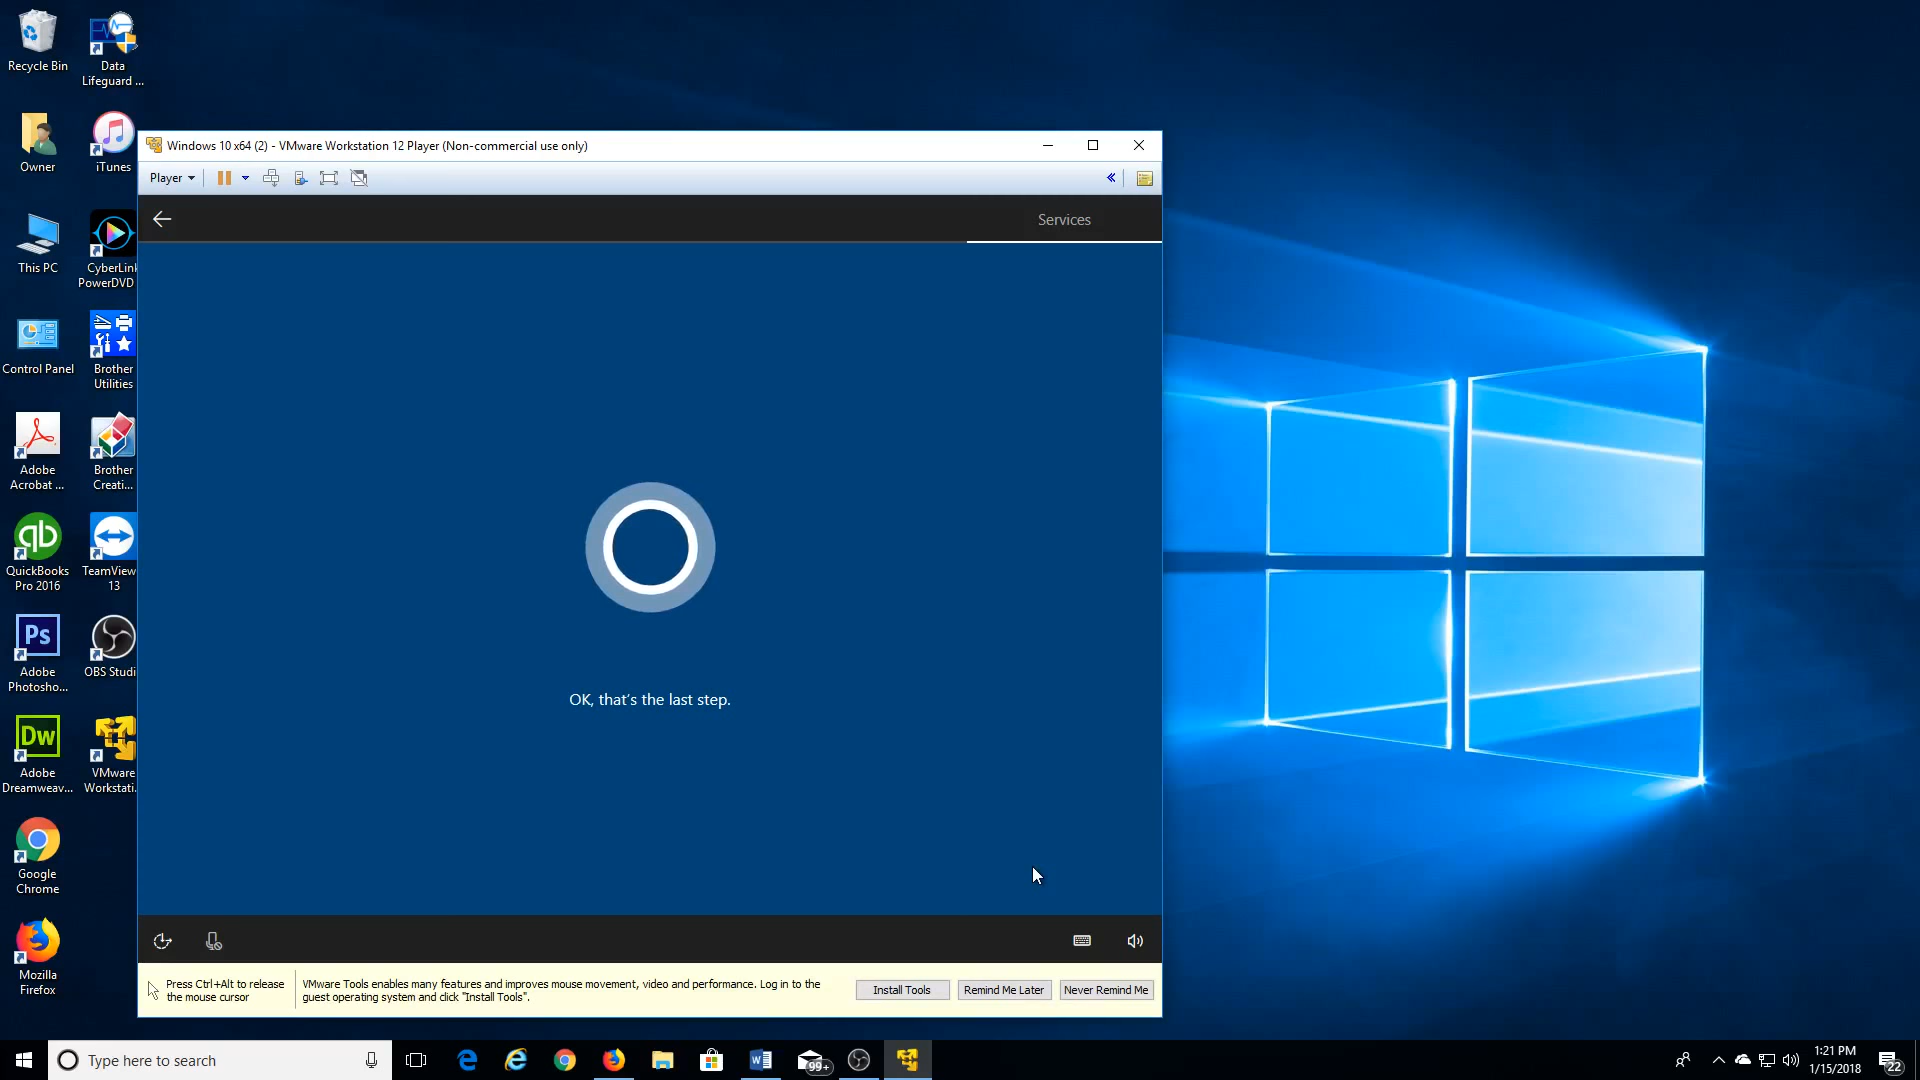 Recycle Bin
Data
Lifeguard ...
Owner
iTunes
This PC
CyberLink
PowerDVD
Control Panel
Brother
Utilities
Adobe
Acrobat ...
Brother
Creati...
QuickBooks
Pro 2016
TeamView
13
Ps
Adobe
Photosho...
OBS Studi
Dw
Adobe
Dreamweav...
VMware
Workstati.
Google
Chrome
Mozilla
Firefox
Windows 10 x64 (2) - VMware Workstation 12 Player (Non-commercial use only)
Player
Services
OK, that's the last step.
Press Ctrl+Alt to release
the mouse cursor
VMware Tools enables many features and improves mouse movement, video and performance. Log in to the
guest operating system and click "Install Tools".
Install Tools
Remind Me Later
Never Remind Me
Type here to search
99+
1:21 PM
1/15/2018
22